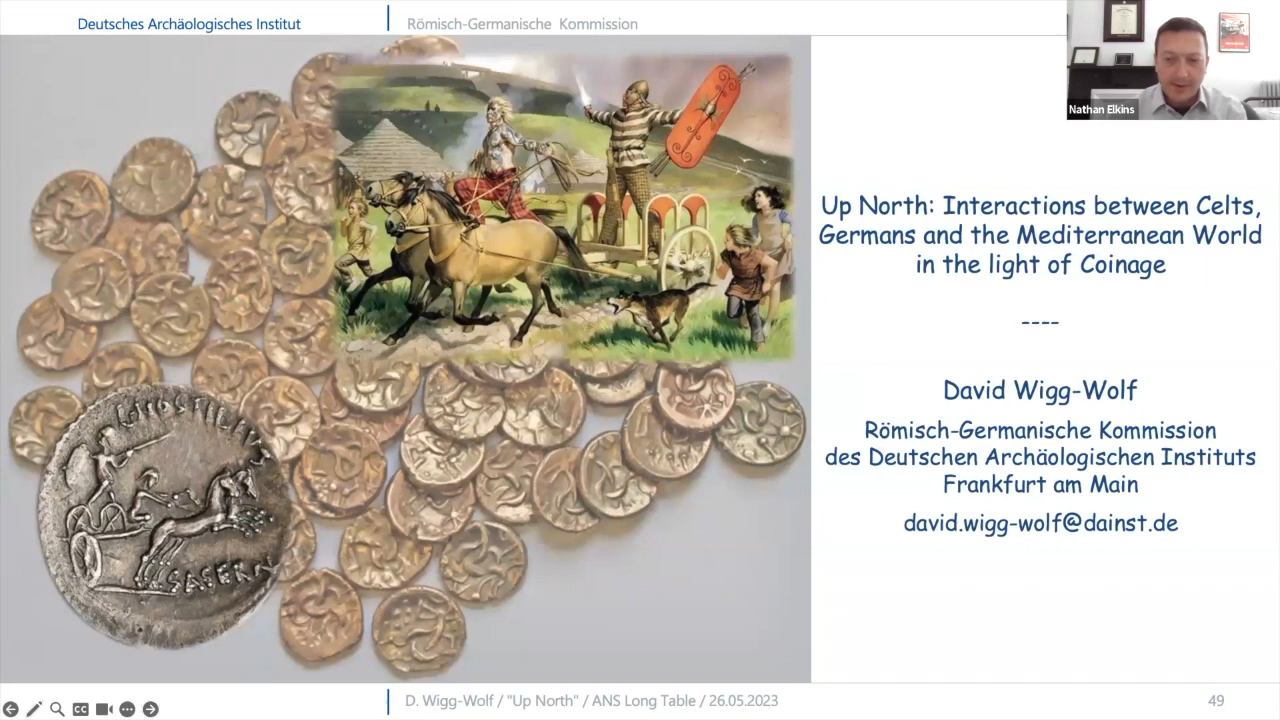 Deutsches Archäologisches Institut
Römisch-Germanische Kommission
Nathan Elkins
Up North: Interactions between Celts,
Germans and the Mediterranean World
in the light of Coinage
----
David Wigg-Wolf
Römisch-Germanische Kommission
des Deutschen Archäologischen Instituts
Frankfurt am Main
david.wigg-wolf@dainst.de
L·HOSTILIVS
SASERN
CC
D. Wigg-Wolf / "Up North" / ANS Long Table / 26.05.2023
49